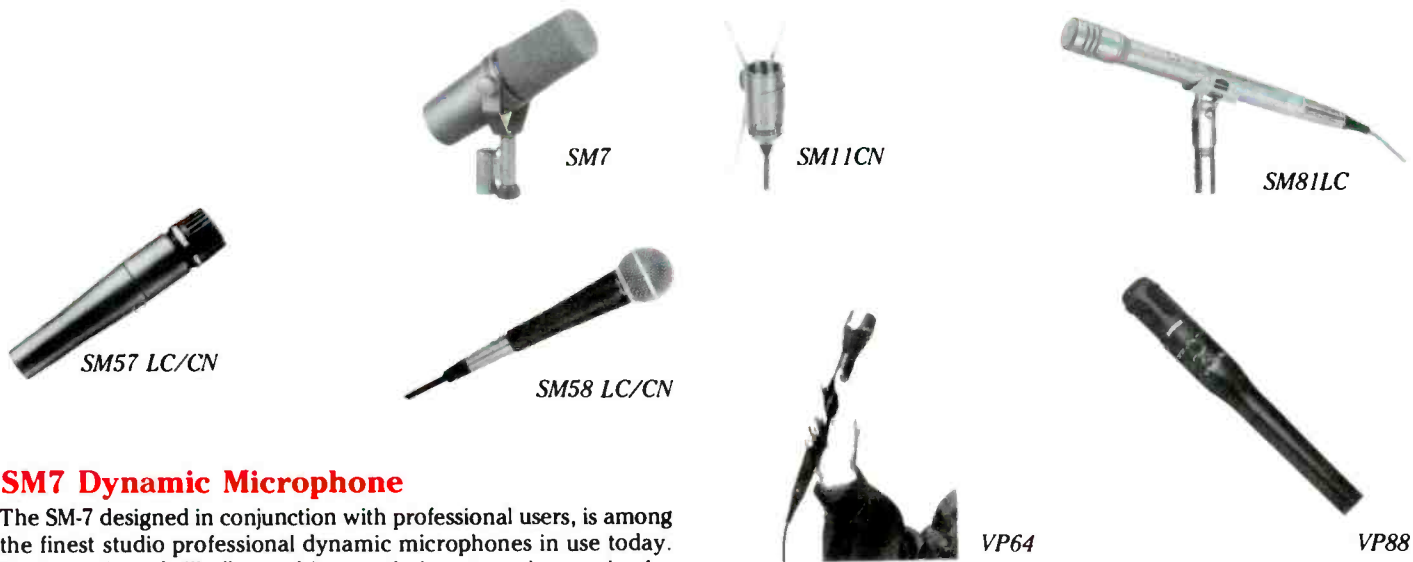 SM7
SM11CN
SM81LC
SM57 LC/CN
SM58 LC/CN
VP64
VP88
SM7 Dynamic Microphone
The SM-7 designed in conjunction with professional users, is among
the finest studio professional dynamic microphones in use today.